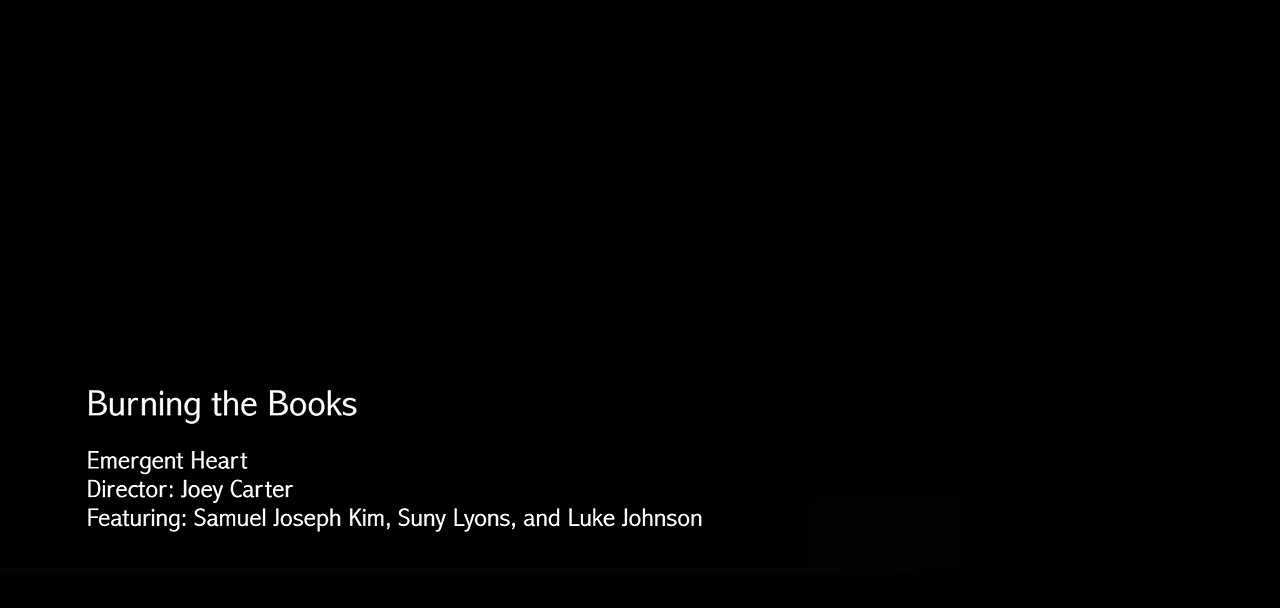 Burning the Books
Emergent Heart
Director: Joey Carter
Featuring: Samuel Joseph Kim, Suny Lyons, and Luke Johnson